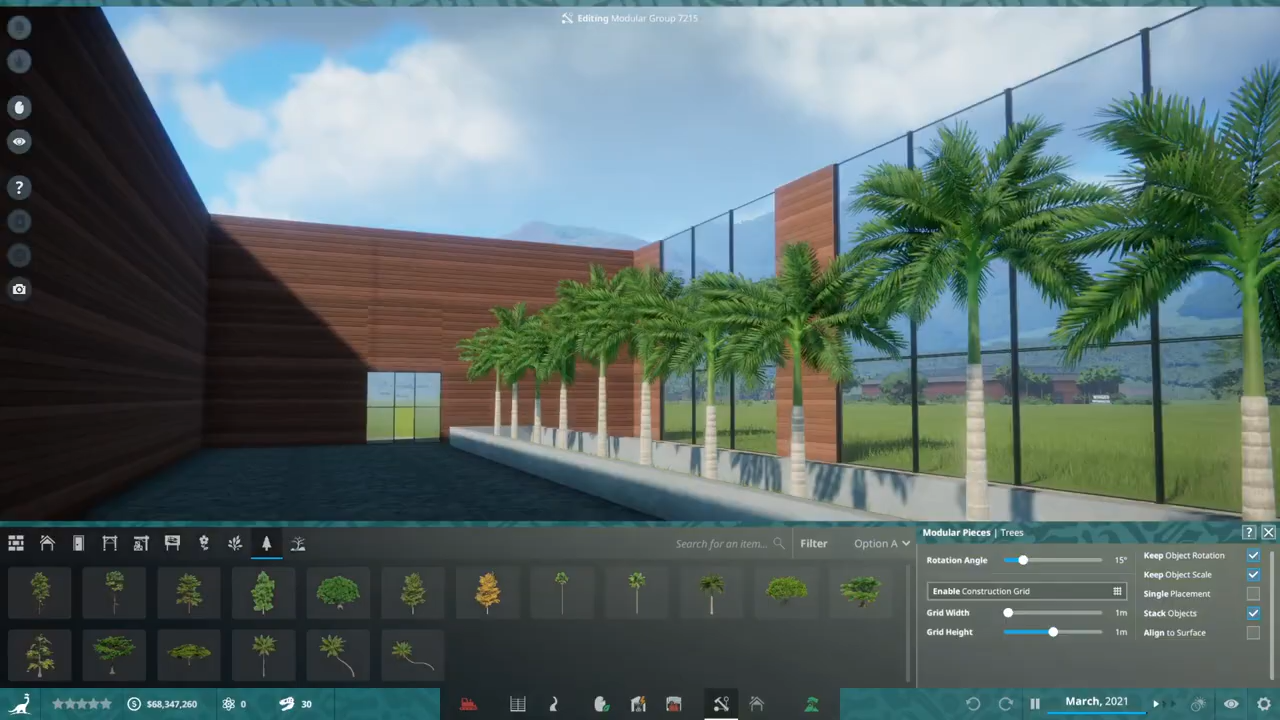 Editing Modular Group 7215
?
Search for an item...
Filter
Option A
Modular Pieces | Trees
?
Rotation Angle 15°
Enable Construction Grid
Grid Width 1m
Grid Height 1m
Keep Object Rotation
Keep Object Scale
Single Placement
Stack Objects
Align to Surface
$68,347,260
0
30
March, 2021